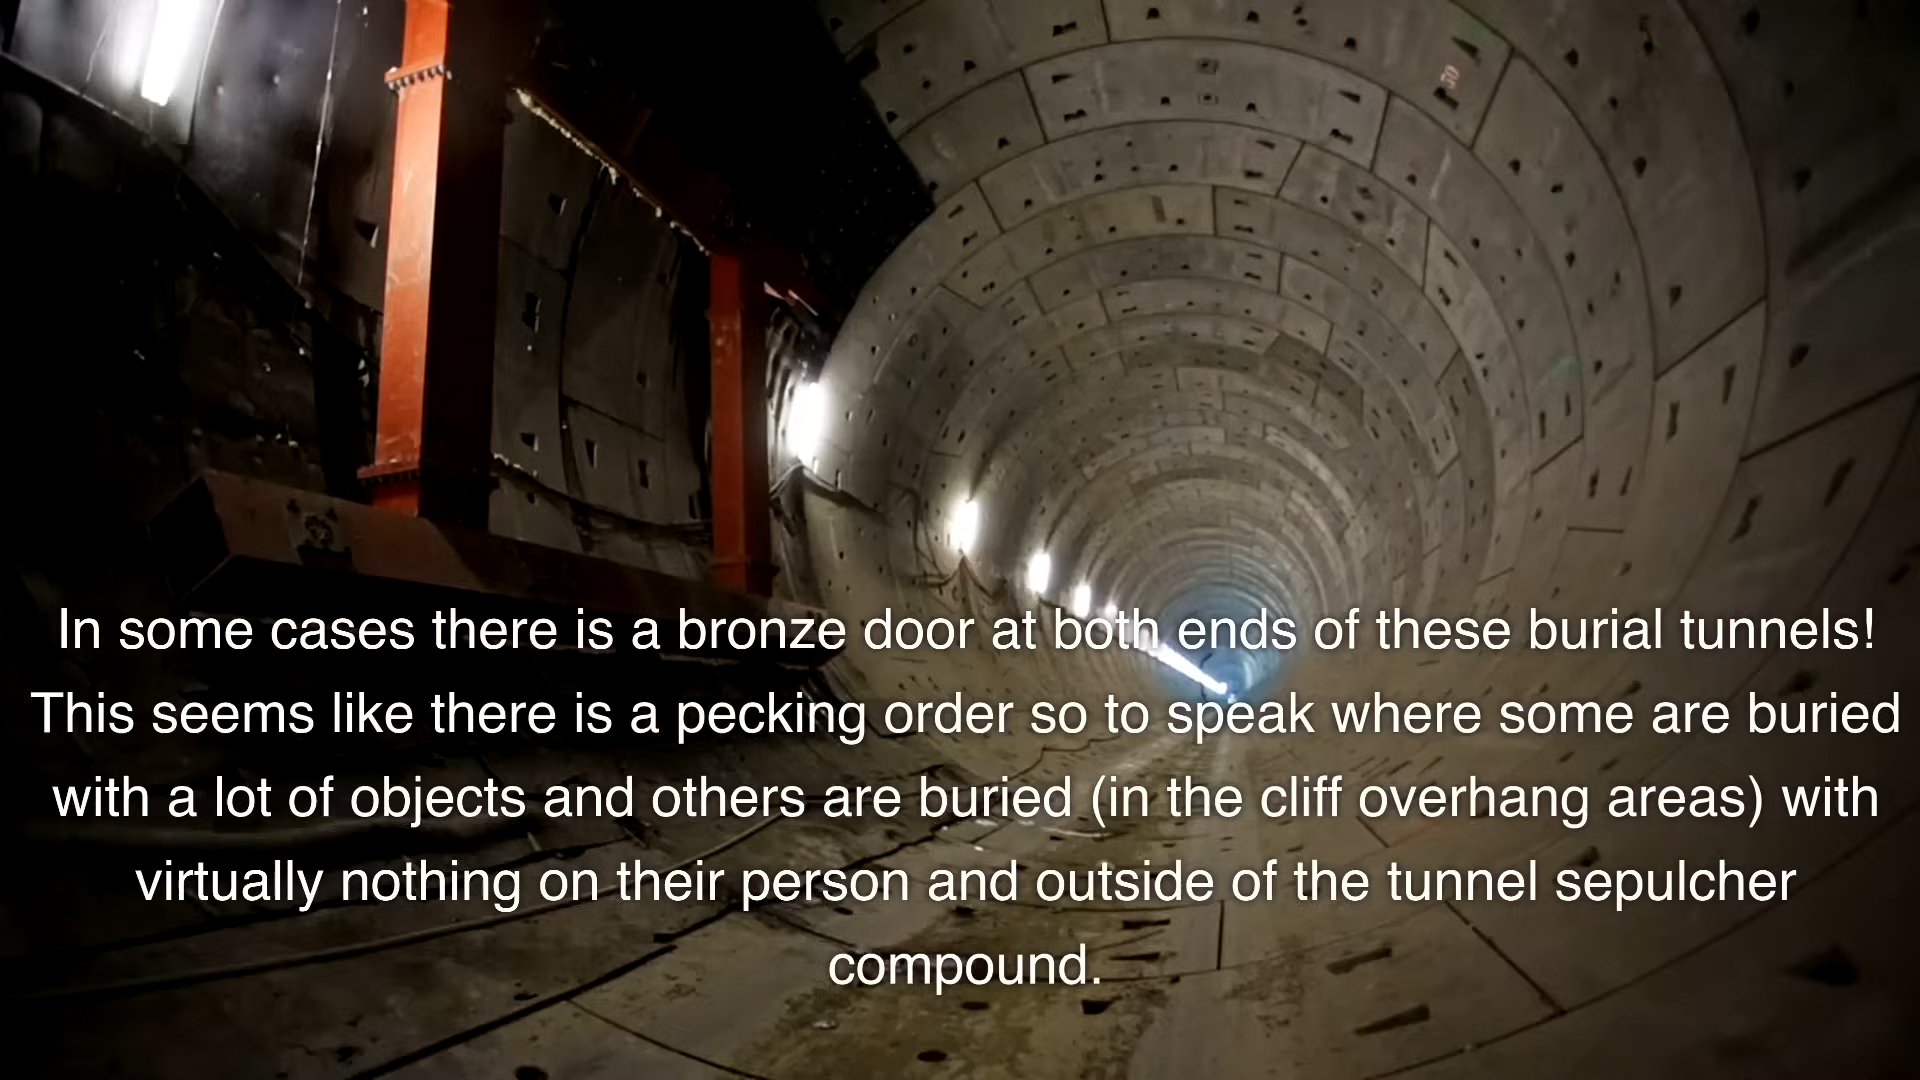 In some cases there is a bronze door at both ends of these burial tunnels!
This seems like there is a pecking order so to speak where some are buried
with a lot of objects and others are buried (in the cliff overhang areas) with
virtually nothing on their person and outside of the tunnel sepulcher
compound.